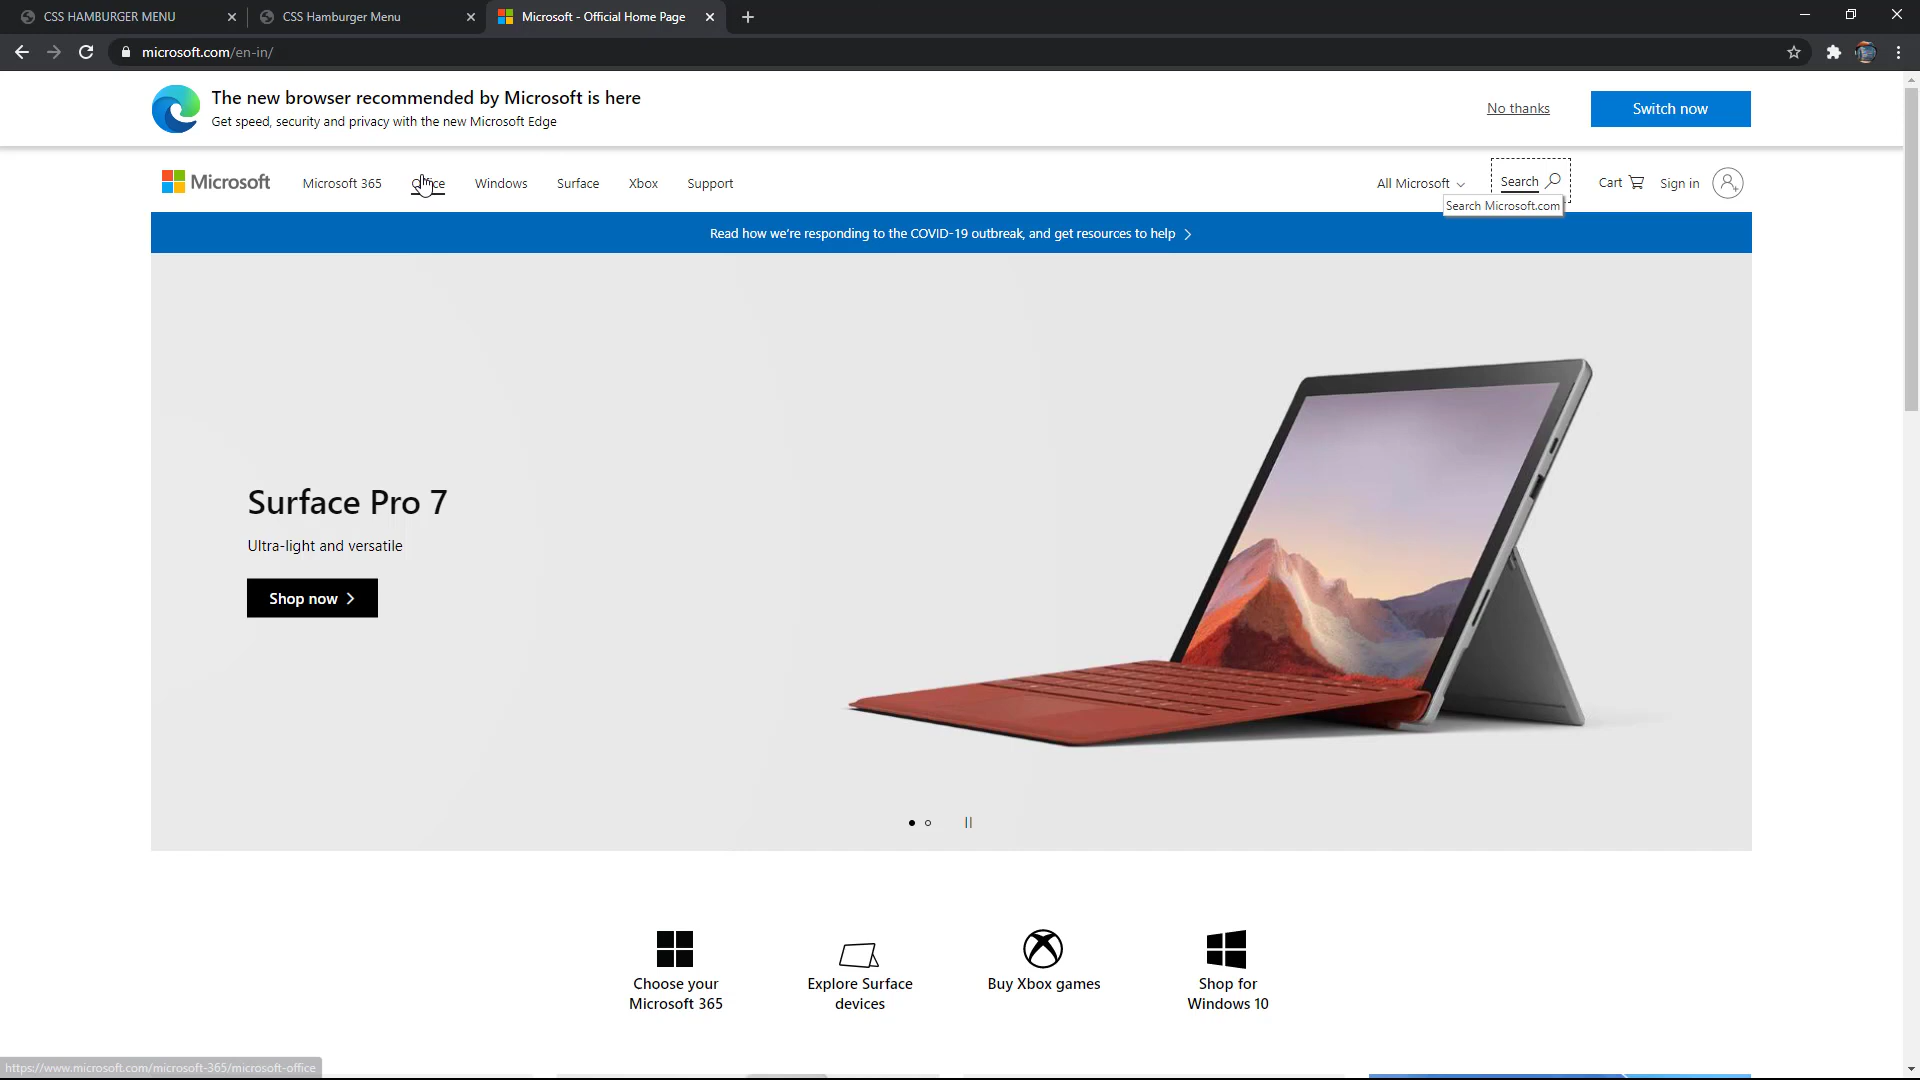 CSS HAMBURGER MENU
CSS Hamburger Menu
Microsoft - Official Home Page
microsoft.com/en-in/
The new browser recommended by Microsoft is here
Get speed, security and privacy with the new Microsoft Edge
No thanks
Switch now
Microsoft
Microsoft 365
Office
Windows
Surface
Xbox
Support
All Microsoft
Search
Cart
Sign in
Search Microsoft.com
Read how we're responding to the COVID-19 outbreak, and get resources to help
Surface Pro 7
Ultra-light and versatile
Shop now
Choose your
Microsoft 365
Explore Surface
devices
Buy Xbox games
Shop for
Windows 10
https://www.microsoft.com/microsoft-365/microsoft-office